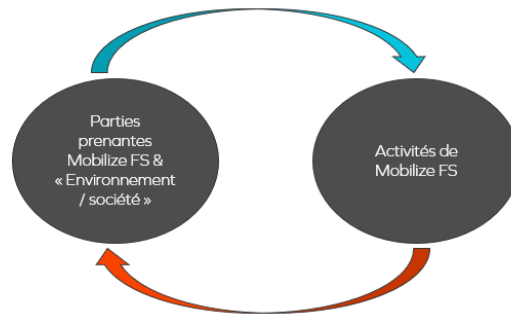 Parties
prenantes
Mobilize FS &
« Environnement
/ société »
Activités de
Mobilize FS